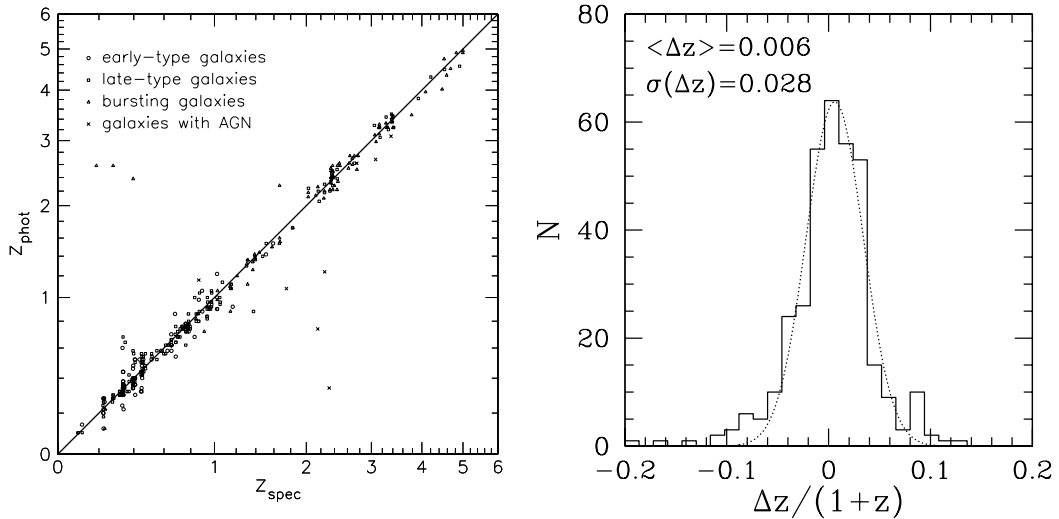 6
5
4
3
2
1
0
Z_phot
○ early-type galaxies
□ late-type galaxies
△ bursting galaxies
× galaxies with AGN
0 1 2 3 4 5 6
Z_spec
80
60
40
20
0
N
<Δz>=0.006
σ(Δz)=0.028
-0.2 -0.1 0 0.1 0.2
Δz/(1+z)